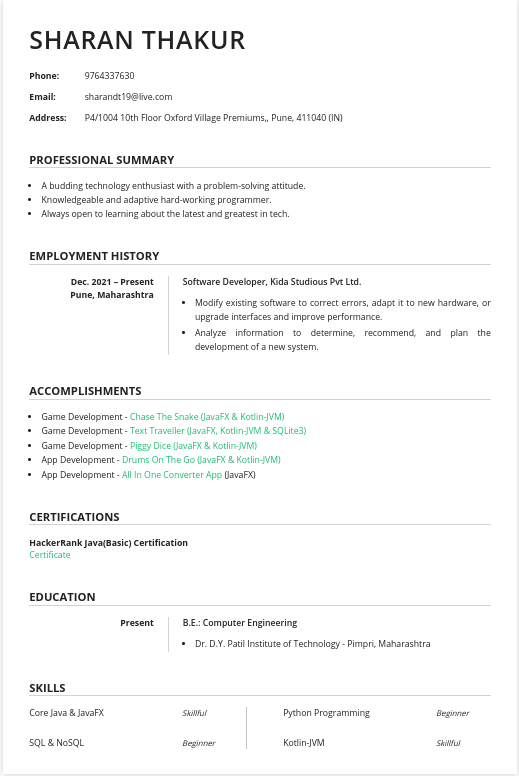 SHARAN THAKUR
Phone: 9764337630
Email: sharandt19@live.com
Address: P4/1004 10th Floor Oxford Village Premiums,, Pune, 411040 (IN)
PROFESSIONAL SUMMARY
• A budding technology enthusiast with a problem-solving attitude.
• Knowledgeable and adaptive hard-working programmer.
• Always open to learning about the latest and greatest in tech.
EMPLOYMENT HISTORY
Dec. 2021 – Present
Pune, Maharashtra
Software Developer, Kida Studious Pvt Ltd.
• Modify existing software to correct errors, adapt it to new hardware, or
upgrade interfaces and improve performance.
• Analyze information to determine, recommend, and plan the
development of a new system.
ACCOMPLISHMENTS
• Game Development - Chase The Snake (JavaFX & Kotlin-JVM)
• Game Development - Text Traveller (JavaFX, Kotlin-JVM & SQLite3)
• Game Development - Piggy Dice (JavaFX & Kotlin-JVM)
• App Development - Drums On The Go (JavaFX & Kotlin-JVM)
• App Development - All In One Converter App (JavaFX)
CERTIFICATIONS
HackerRank Java(Basic) Certification
Certificate
EDUCATION
Present
B.E.: Computer Engineering
• Dr. D.Y. Patil Institute of Technology - Pimpri, Maharashtra
SKILLS
Core Java & JavaFX Skillful
SQL & NoSQL Beginner
Python Programming Beginner
Kotlin-JVM Skillful